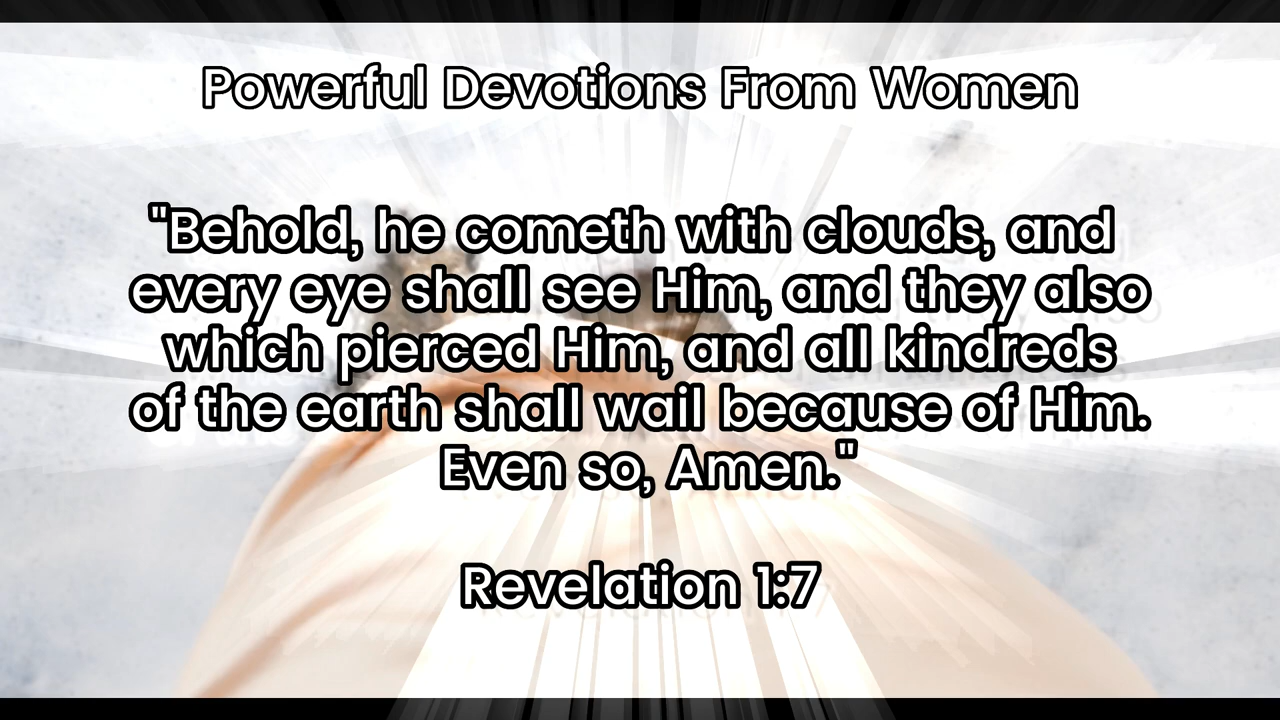 Powerful Devotions From Women
"Behold, he cometh with clouds, and
every eye shall see Him, and they also
which pierced Him, and all kindreds
of the earth shall wail because of Him.
Even so, Amen."
Revelation 1:7